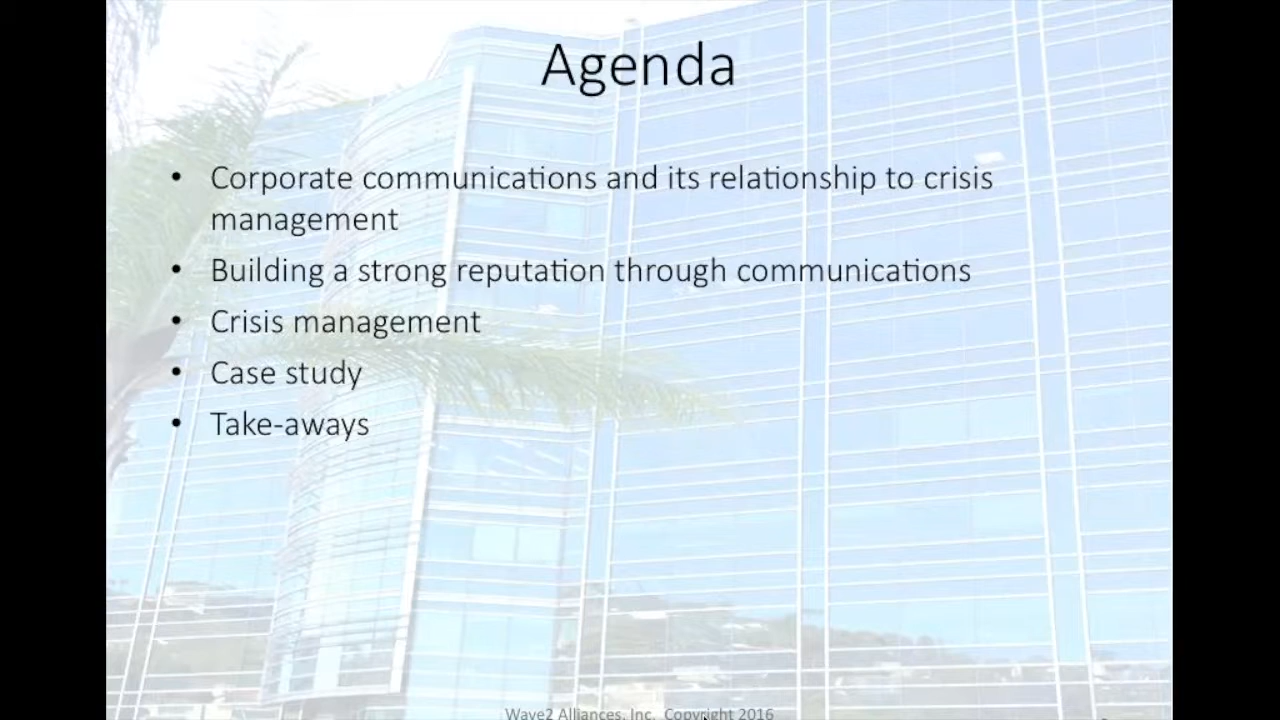 Agenda
• Corporate communications and its relationship to crisis
management
• Building a strong reputation through communications
• Crisis management
• Case study
• Take-aways
Wave2 Alliances, Inc. Copyright 2016